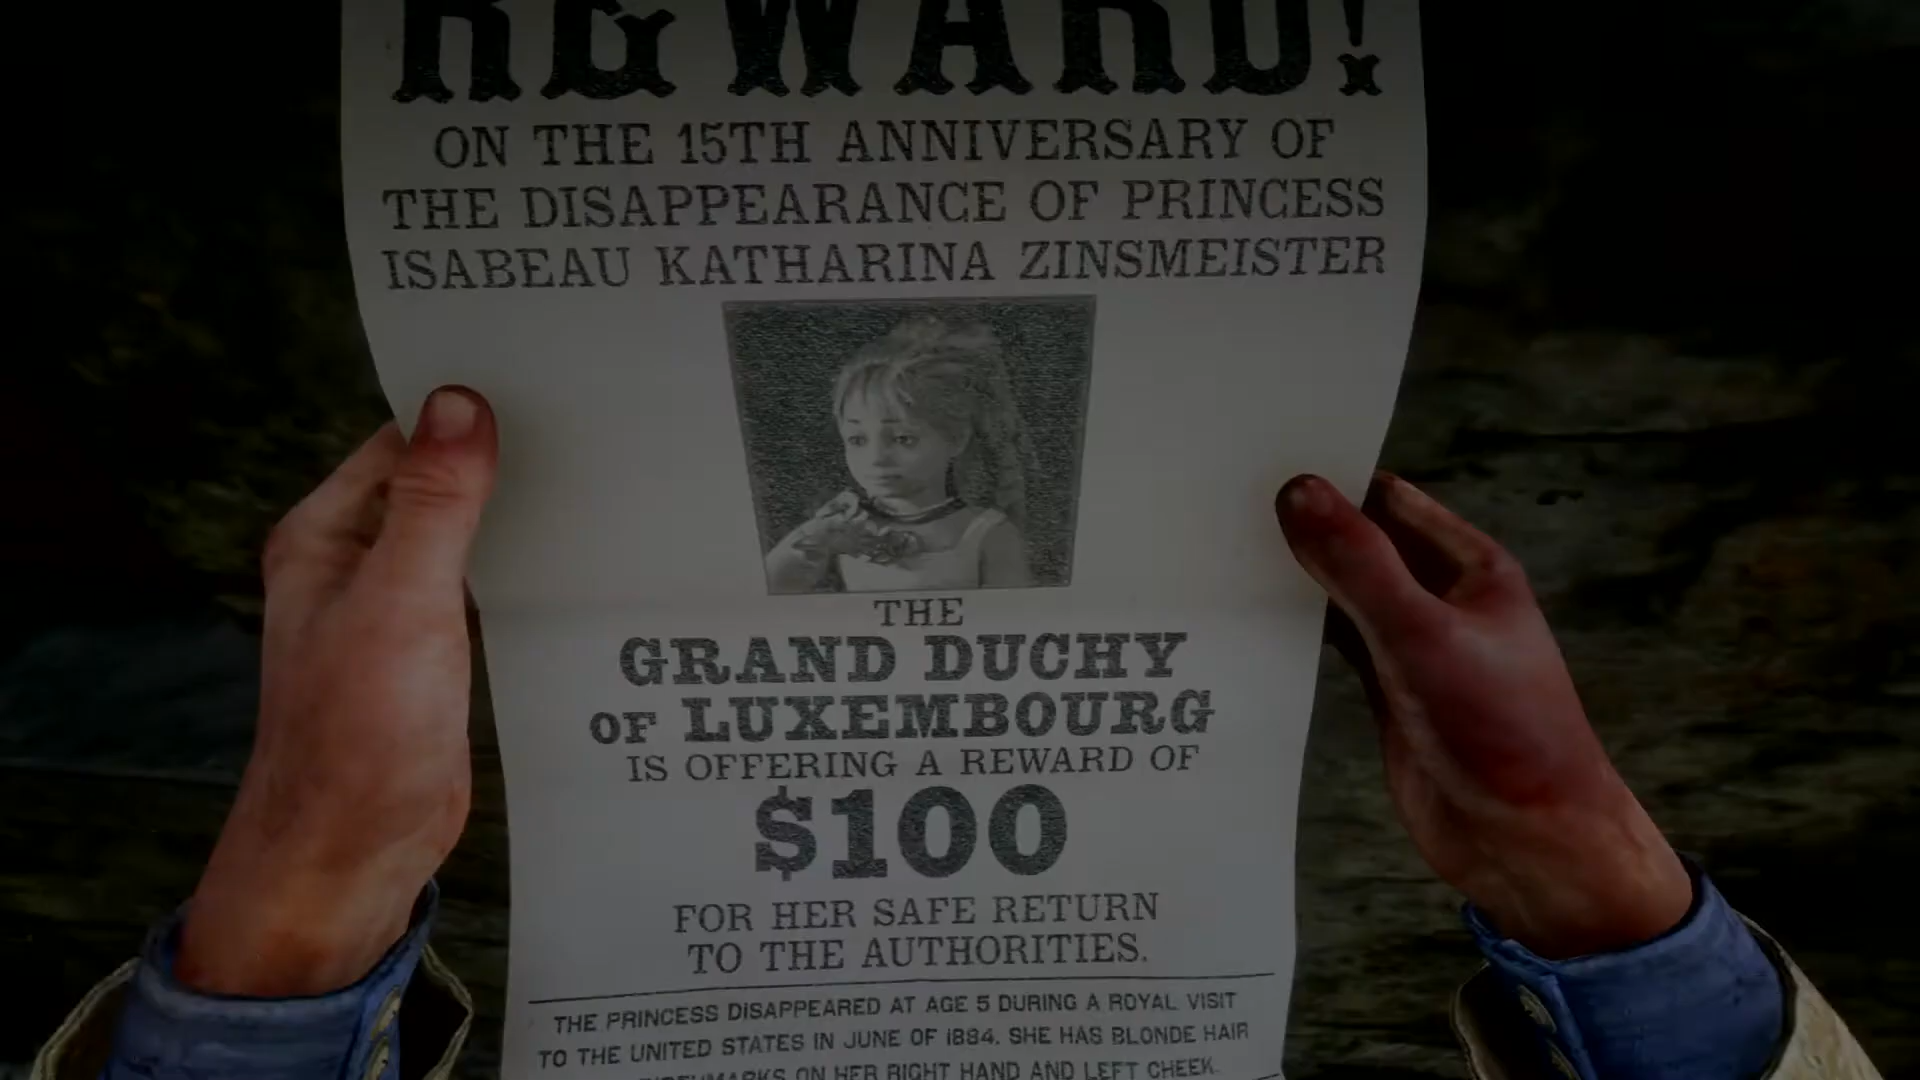 REWARD!
ON THE 15TH ANNIVERSARY OF
THE DISAPPEARANCE OF PRINCESS
ISABEAU KATHARINA ZINSMEISTER
THE
GRAND DUCHY
OF LUXEMBOURG
IS OFFERING A REWARD OF
$100
FOR HER SAFE RETURN
TO THE AUTHORITIES.
THE PRINCESS DISAPPEARED AT AGE 5 DURING A ROYAL VISIT
TO THE UNITED STATES IN JUNE OF 1884. SHE HAS BLONDE HAIR
BIRTHMARKS ON HER RIGHT HAND AND LEFT CHEEK.